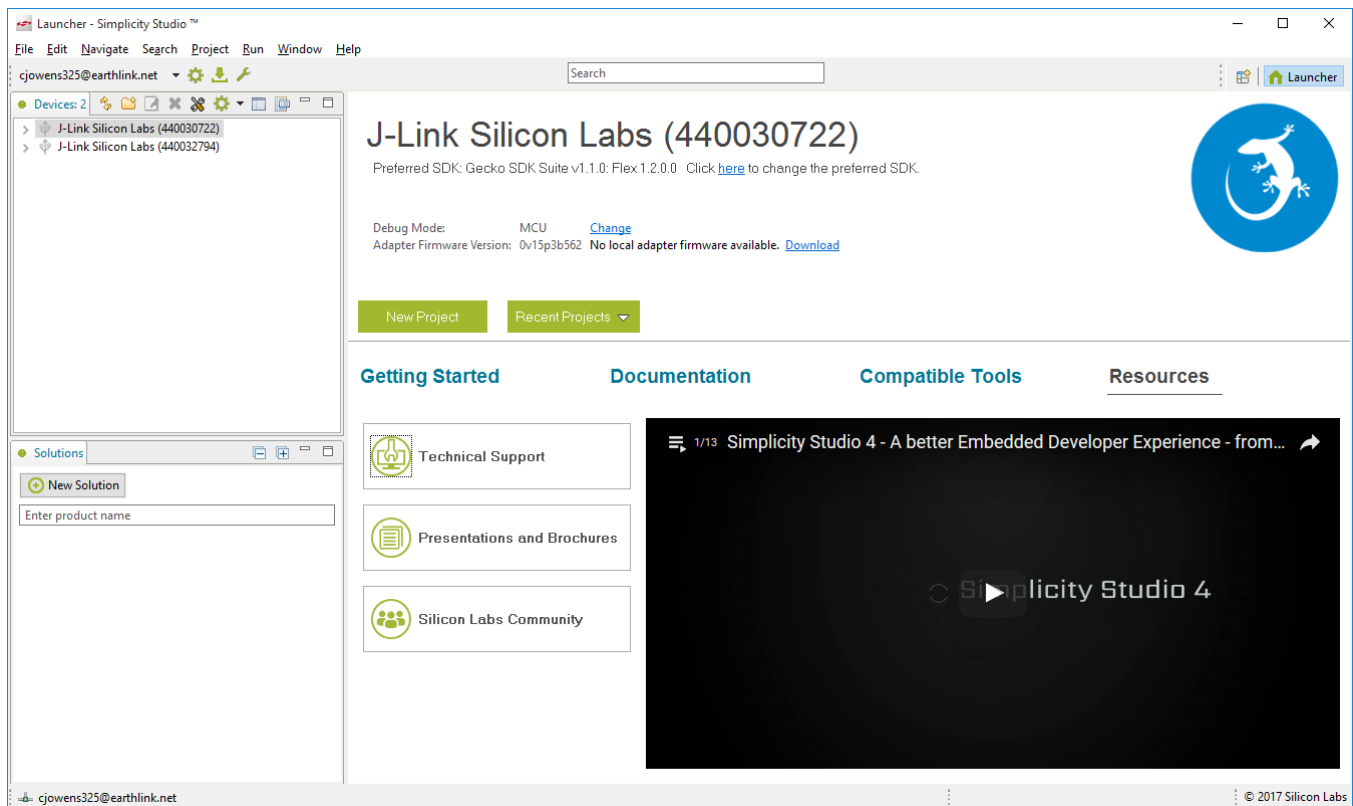 Launcher - Simplicity Studio ™
File Edit Navigate Search Project Run Window Help
cjowens325@earthlink.net
Search
Launcher
Devices: 2
J-Link Silicon Labs (440030722)
J-Link Silicon Labs (440032794)
J-Link Silicon Labs (440030722)
Preferred SDK: Gecko SDK Suite v1.1.0: Flex 1.2.0.0 Click here to change the preferred SDK.
Debug Mode: MCU Change
Adapter Firmware Version: 0v15p3b562 No local adapter firmware available. Download
New Project Recent Projects
Getting Started Documentation Compatible Tools Resources
Solutions
New Solution
Enter product name
Technical Support
Presentations and Brochures
Silicon Labs Community
1/13 Simplicity Studio 4 - A better Embedded Developer Experience - from...
Simplicity Studio 4
cjowens325@earthlink.net
© 2017 Silicon Labs